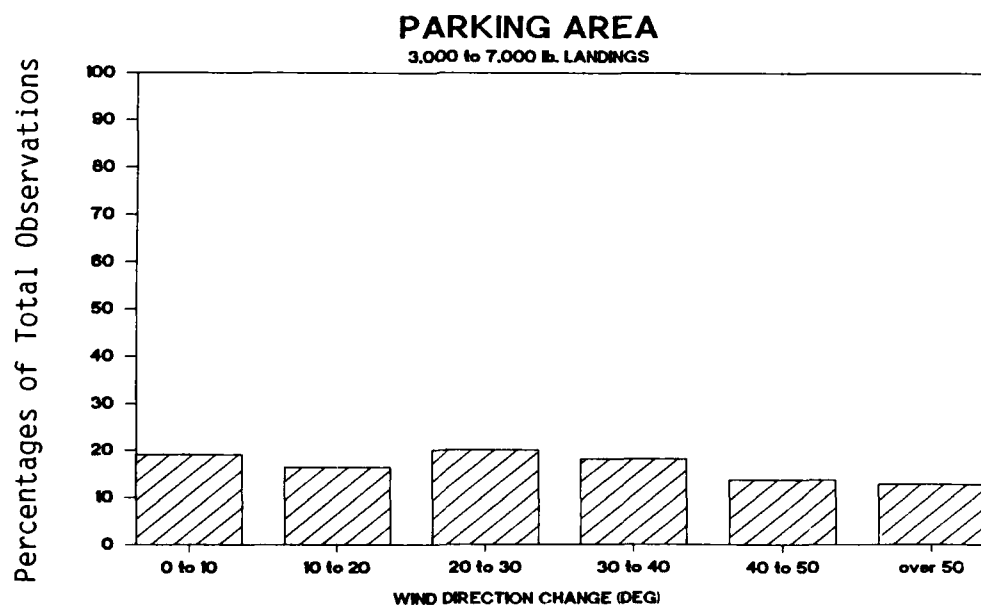 PARKING AREA
3,000 to 7,000 lb. LANDINGS
Percentages of Total Observations
100
90
80
70
60
50
40
30
20
10
0
0 to 10
10 to 20
20 to 30
30 to 40
40 to 50
over 50
WIND DIRECTION CHANGE (DEG)